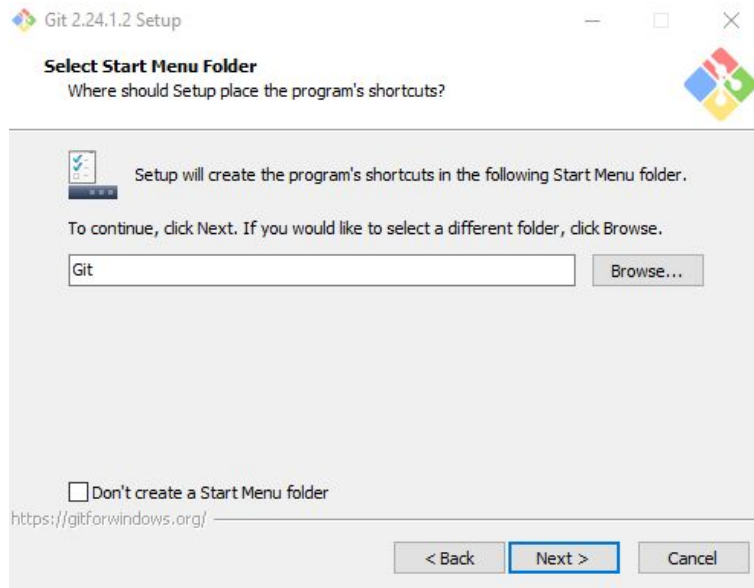 Git 2.24.1.2 Setup
Select Start Menu Folder
Where should Setup place the program's shortcuts?
Setup will create the program's shortcuts in the following Start Menu folder.
To continue, click Next. If you would like to select a different folder, click Browse.
Git
Browse...
Don't create a Start Menu folder
https://gitforwindows.org/
< Back
Next >
Cancel